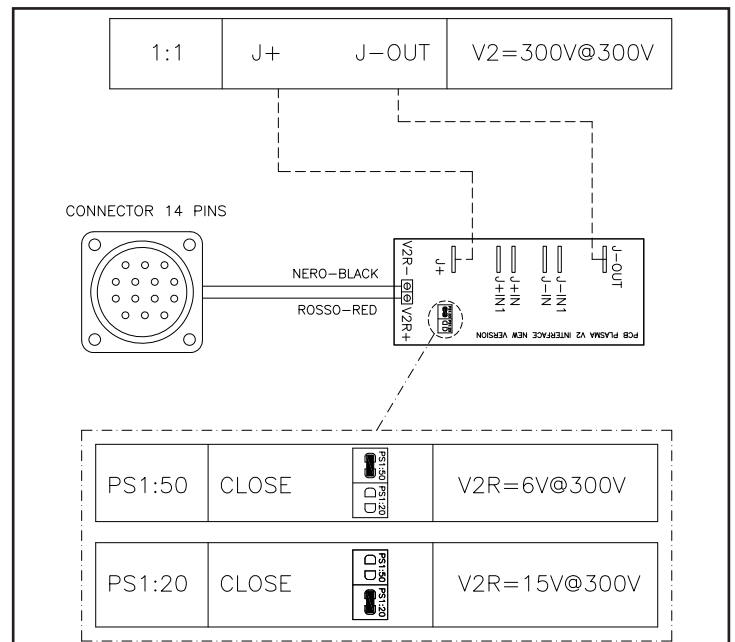 1:1 J+ J-OUT V2=300V@300V
CONNECTOR 14 PINS
NERO-BLACK
ROSSO-RED
V2R-
V2R+
J+
J+IN1
J+IN
J-IN
J-IN1
J-OUT
PCB PLASMA V2 INTERFACE NEW VERSION
PS1:50 CLOSE PS1:50 PS1:20 V2R=6V@300V
PS1:20 CLOSE PS1:50 PS1:20 V2R=15V@300V